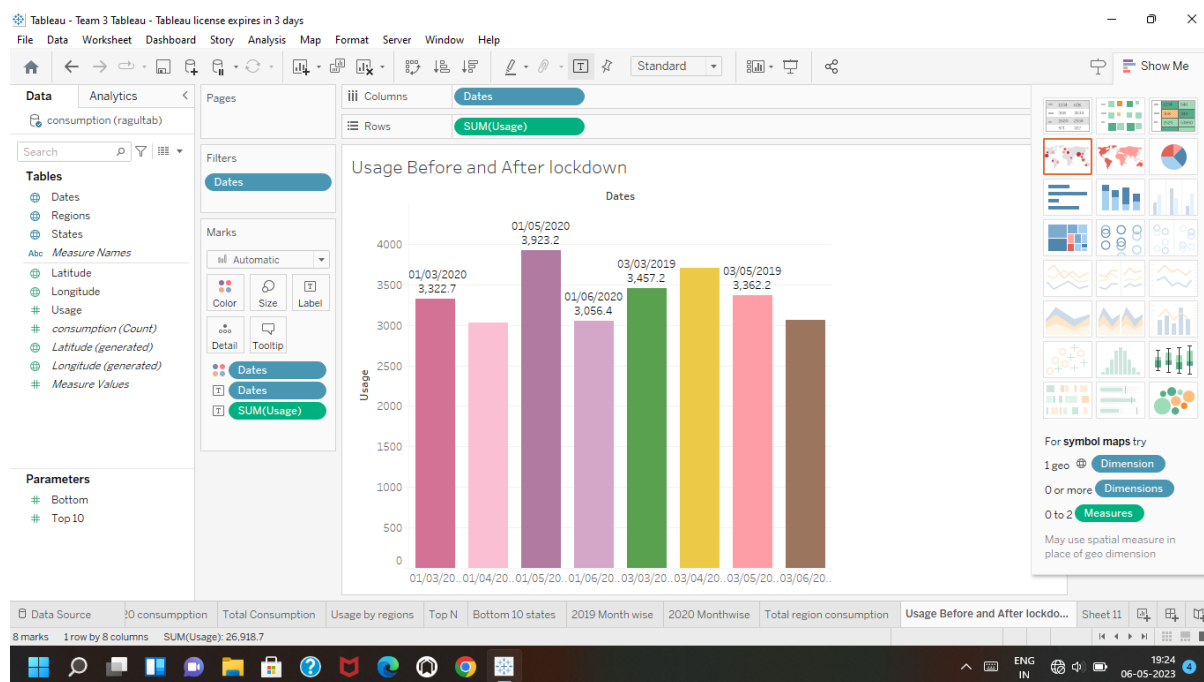 Tableau - Team 3 Tableau - Tableau license expires in 3 days
File Data Worksheet Dashboard Story Analysis Map Format Server Window Help
Standard
Show Me
Data Analytics
consumption (ragultab)
Search
Tables
Dates
Regions
States
Abc Measure Names
Latitude
Longitude
# Usage
# consumption (Count)
Latitude (generated)
Longitude (generated)
# Measure Values
Parameters
# Bottom
# Top 10
Pages
Filters
Dates
Marks
Automatic
Color Size Label
Detail Tooltip
Dates
Dates
SUM(Usage)
Columns Dates
Rows SUM(Usage)
Usage Before and After lockdown
Dates
01/03/2020
3,322.7
01/05/2020
3,923.2
01/06/2020
3,056.4
03/03/2019
3,457.2
03/05/2019
3,362.2
Usage
4000
3500
3000
2500
2000
1500
1000
500
0
01/03/20.. 01/04/20.. 01/05/20.. 01/06/20.. 03/03/20.. 03/04/20.. 03/05/20.. 03/06/20..
For symbol maps try
1 geo Dimension
0 or more Dimensions
0 to 2 Measures
May use spatial measure in
place of geo dimension
Data Source 20 consumpption Total Consumption Usage by regions Top N Bottom 10 states 2019 Month wise 2020 Monthwise Total region consumption Usage Before and After lockdo... Sheet 11
8 marks 1 row by 8 columns SUM(Usage): 26,918.7
ENG
IN
19:24
06-05-2023
4